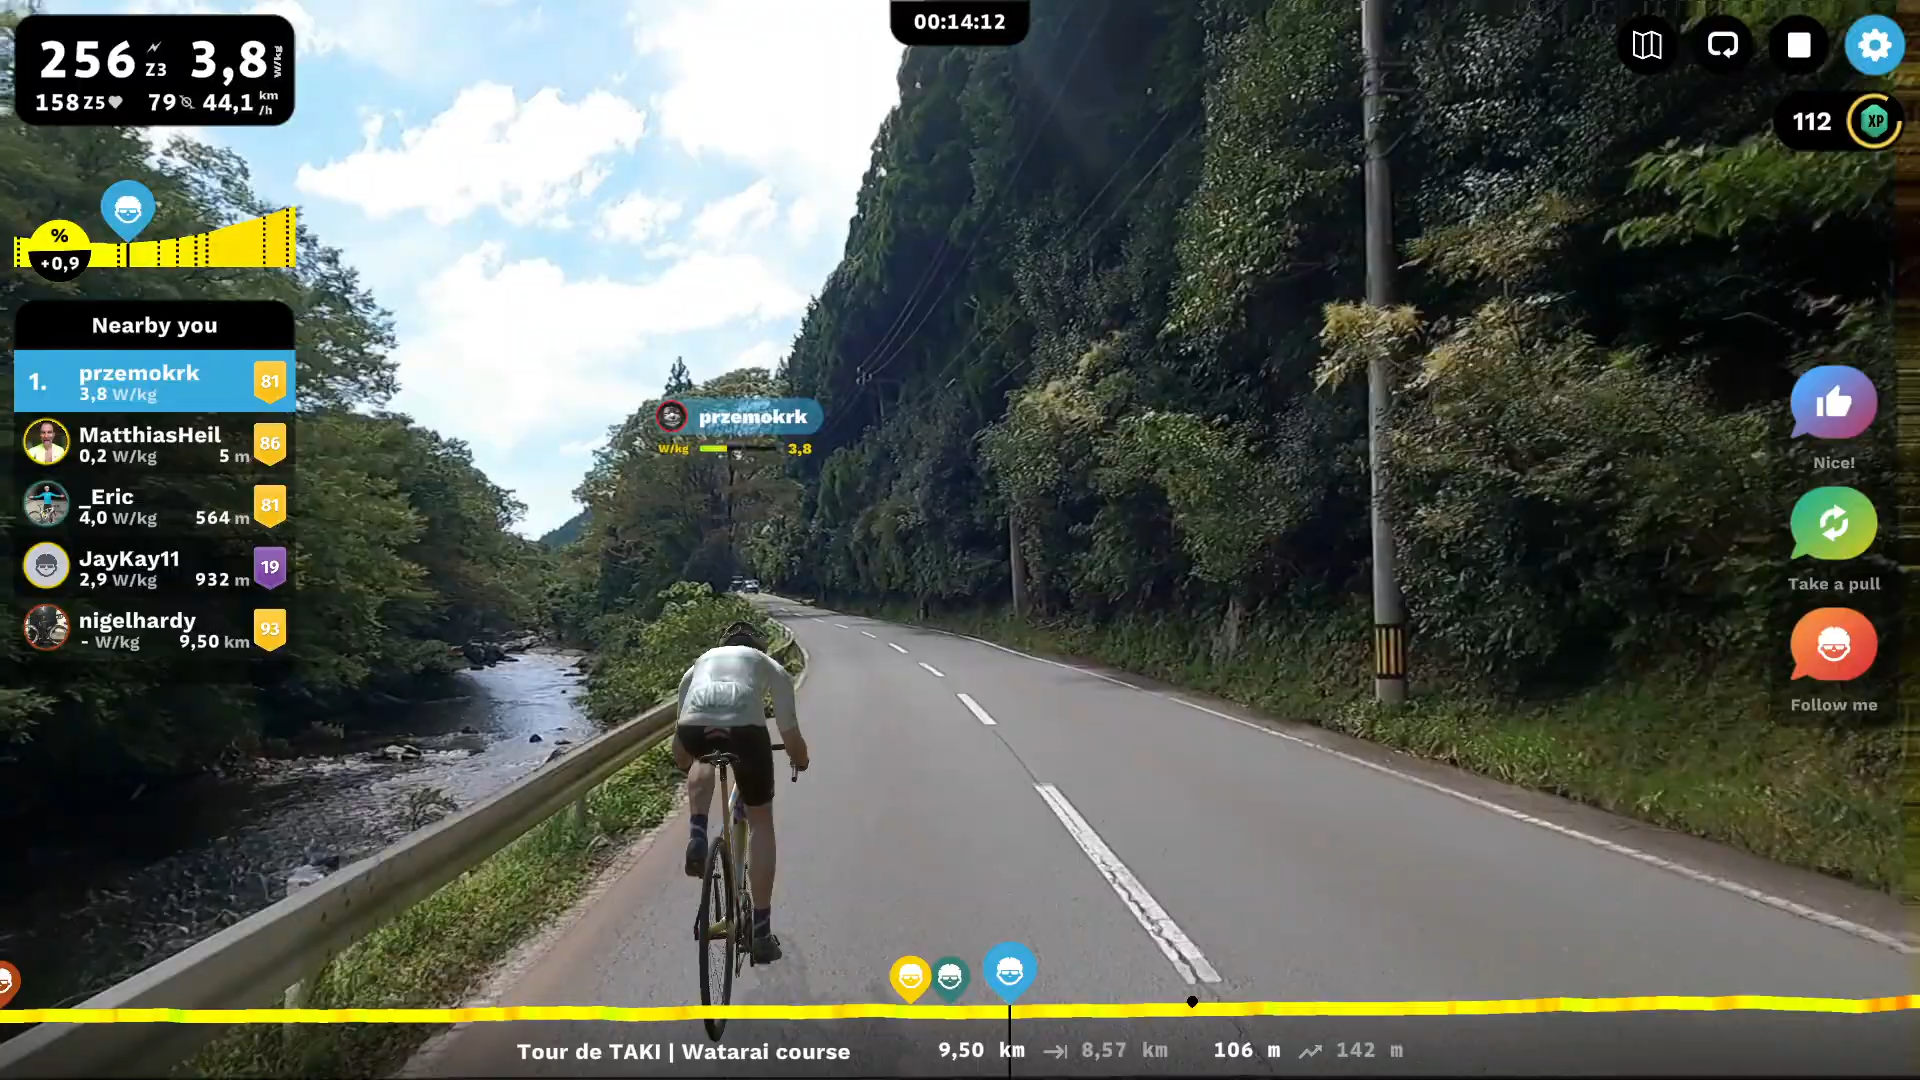 00:14:12
256 Z3 3,8 W/kg
158 Z5 79 44,1 km/h
112 XP
%
+0,9
Nearby you
1. przemokrk 81
3,8 W/kg
MatthiasHeil 86
0,2 W/kg 5 m
_Eric 81
4,0 W/kg 564 m
JayKay11 19
2,9 W/kg 932 m
nigelhardy 93
- W/kg 9,50 km
przemokrk
W/kg 3,8
Nice!
Take a pull
Follow me
Tour de TAKI | Watarai course 9,50 km 8,57 km 106 m 142 m